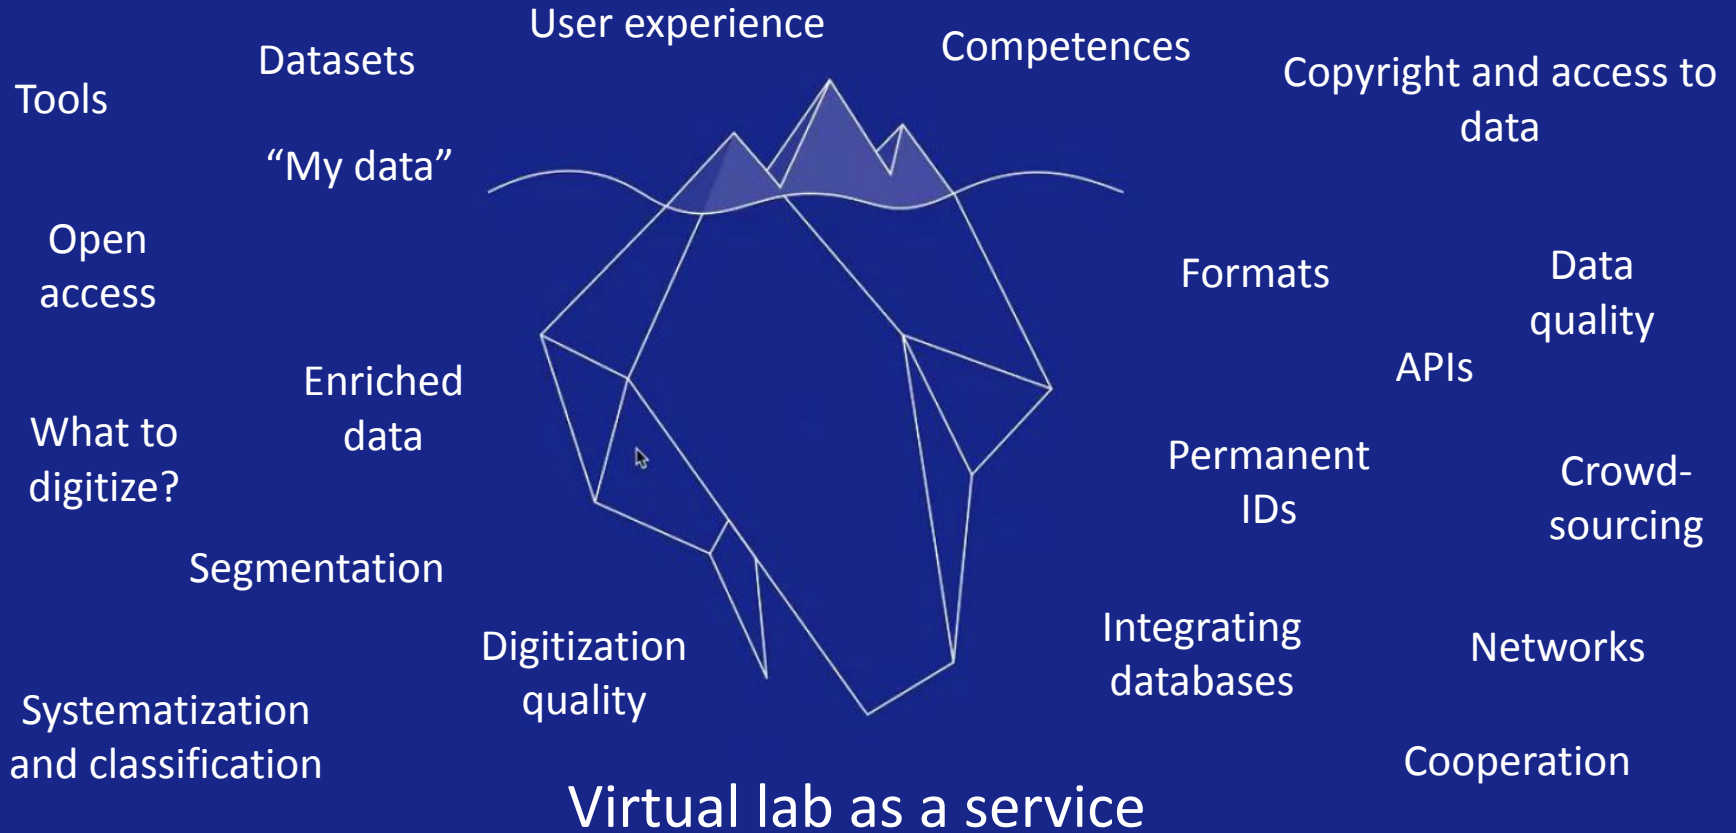 User experience
Competences
Datasets
Copyright and access to
data
Tools
“My data”
Open
access
Formats
Data
quality
APIs
Enriched
data
What to
digitize?
Permanent
IDs
Crowd-
sourcing
Segmentation
Digitization
quality
Integrating
databases
Networks
Systematization
and classification
Cooperation
Virtual lab as a service